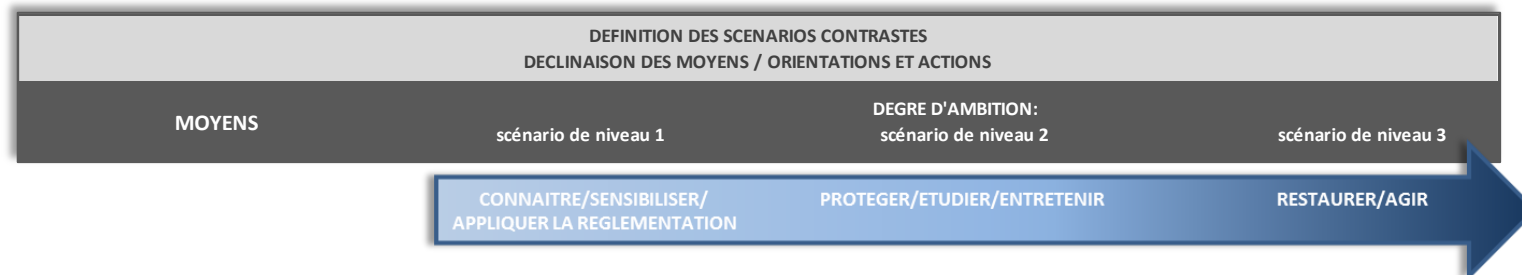 DEFINITION DES SCENARIOS CONTRASTES
DECLINAISON DES MOYENS / ORIENTATIONS ET ACTIONS
MOYENS
DEGRE D'AMBITION:
scénario de niveau 1
scénario de niveau 2
scénario de niveau 3
CONNAITRE/SENSIBILISER/
APPLIQUER LA REGLEMENTATION
PROTEGER/ETUDIER/ENTRETENIR
RESTAURER/AGIR